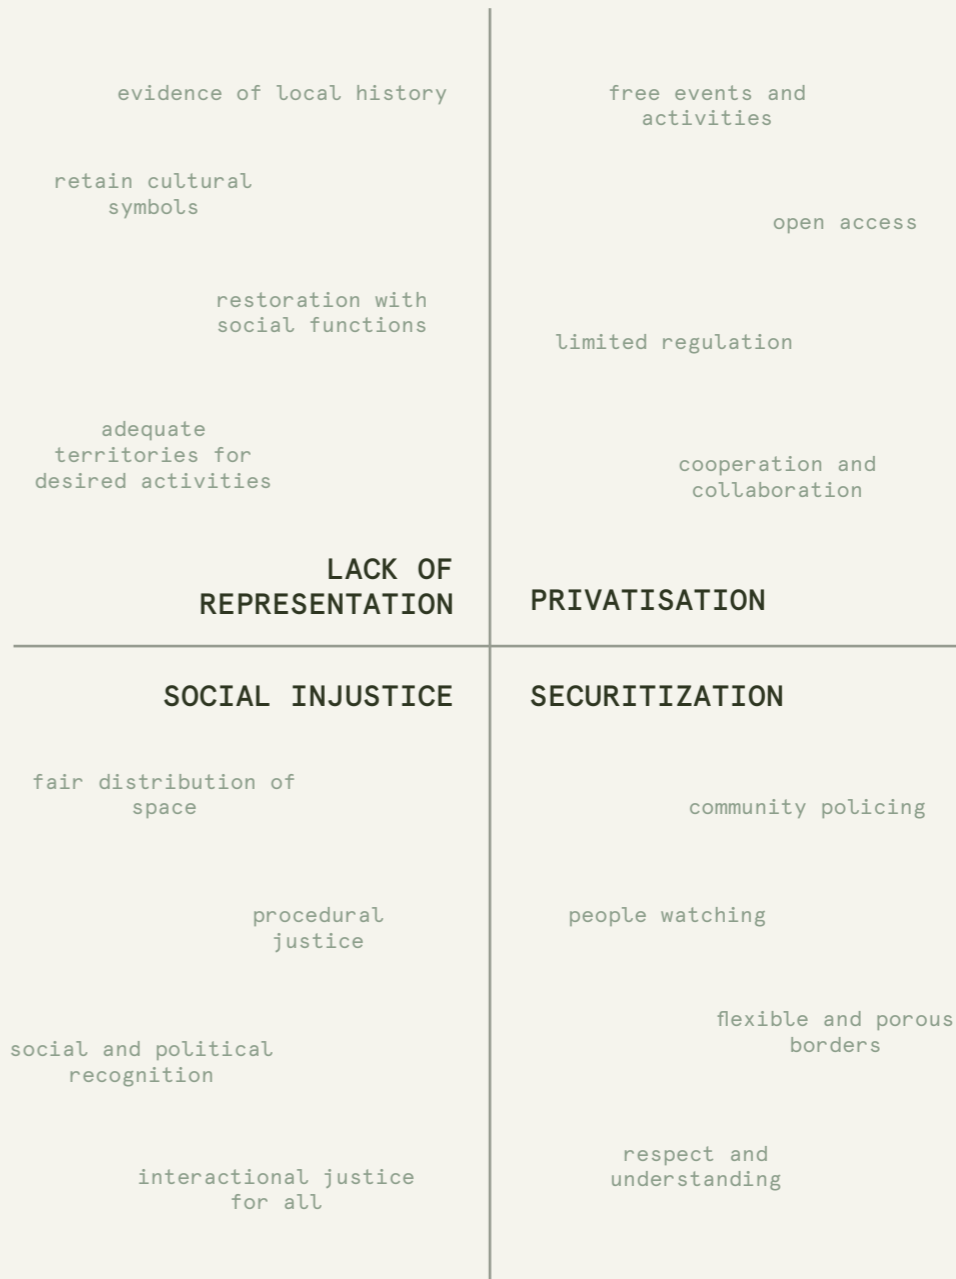 evidence of local history
retain cultural
symbols
restoration with
social functions
adequate
territories for
desired activities
LACK OF
REPRESENTATION
free events and
activities
open access
limited regulation
cooperation and
collaboration
PRIVATISATION
SOCIAL INJUSTICE
fair distribution of
space
procedural
justice
social and political
recognition
interactional justice
for all
SECURITIZATION
community policing
people watching
flexible and porous
borders
respect and
understanding